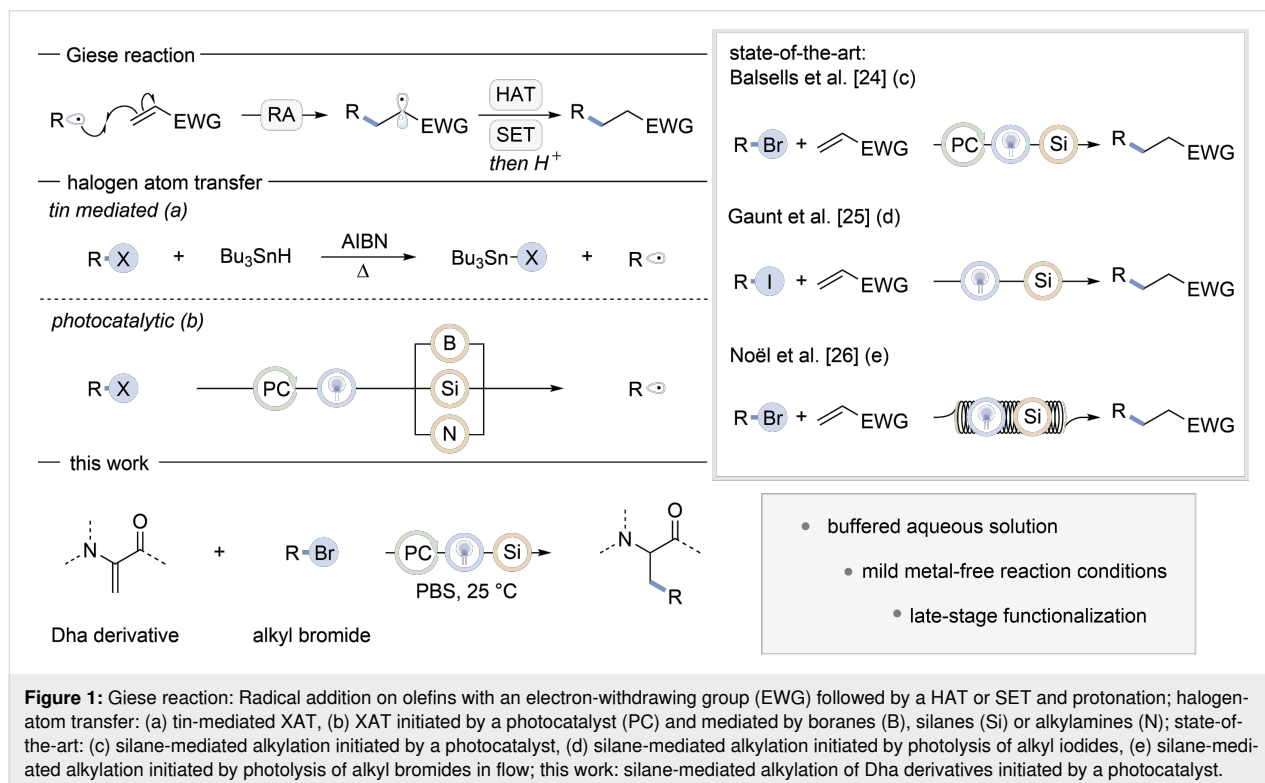 Giese reaction
R
EWG
RA
R
EWG
HAT
SET
then H+
R
EWG
halogen atom transfer
tin mediated (a)
R X + Bu3SnH AIBN Δ Bu3Sn X + R
photocatalytic (b)
R X PC B Si N R
this work
N O + R Br PC Si PBS, 25 °C N O R
Dha derivative alkyl bromide
state-of-the-art:
Balsells et al. [24] (c)
R Br + EWG PC Si R EWG
Gaunt et al. [25] (d)
R I + EWG Si R EWG
Noël et al. [26] (e)
R Br + EWG Si R EWG
• buffered aqueous solution
• mild metal-free reaction conditions
• late-stage functionalization
Figure 1: Giese reaction: Radical addition on olefins with an electron-withdrawing group (EWG) followed by a HAT or SET and protonation; halogen-
atom transfer: (a) tin-mediated XAT, (b) XAT initiated by a photocatalyst (PC) and mediated by boranes (B), silanes (Si) or alkylamines (N); state-of-
the-art: (c) silane-mediated alkylation initiated by a photocatalyst, (d) silane-mediated alkylation initiated by photolysis of alkyl iodides, (e) silane-medi-
ated alkylation initiated by photolysis of alkyl bromides in flow; this work: silane-mediated alkylation of Dha derivatives initiated by a photocatalyst.